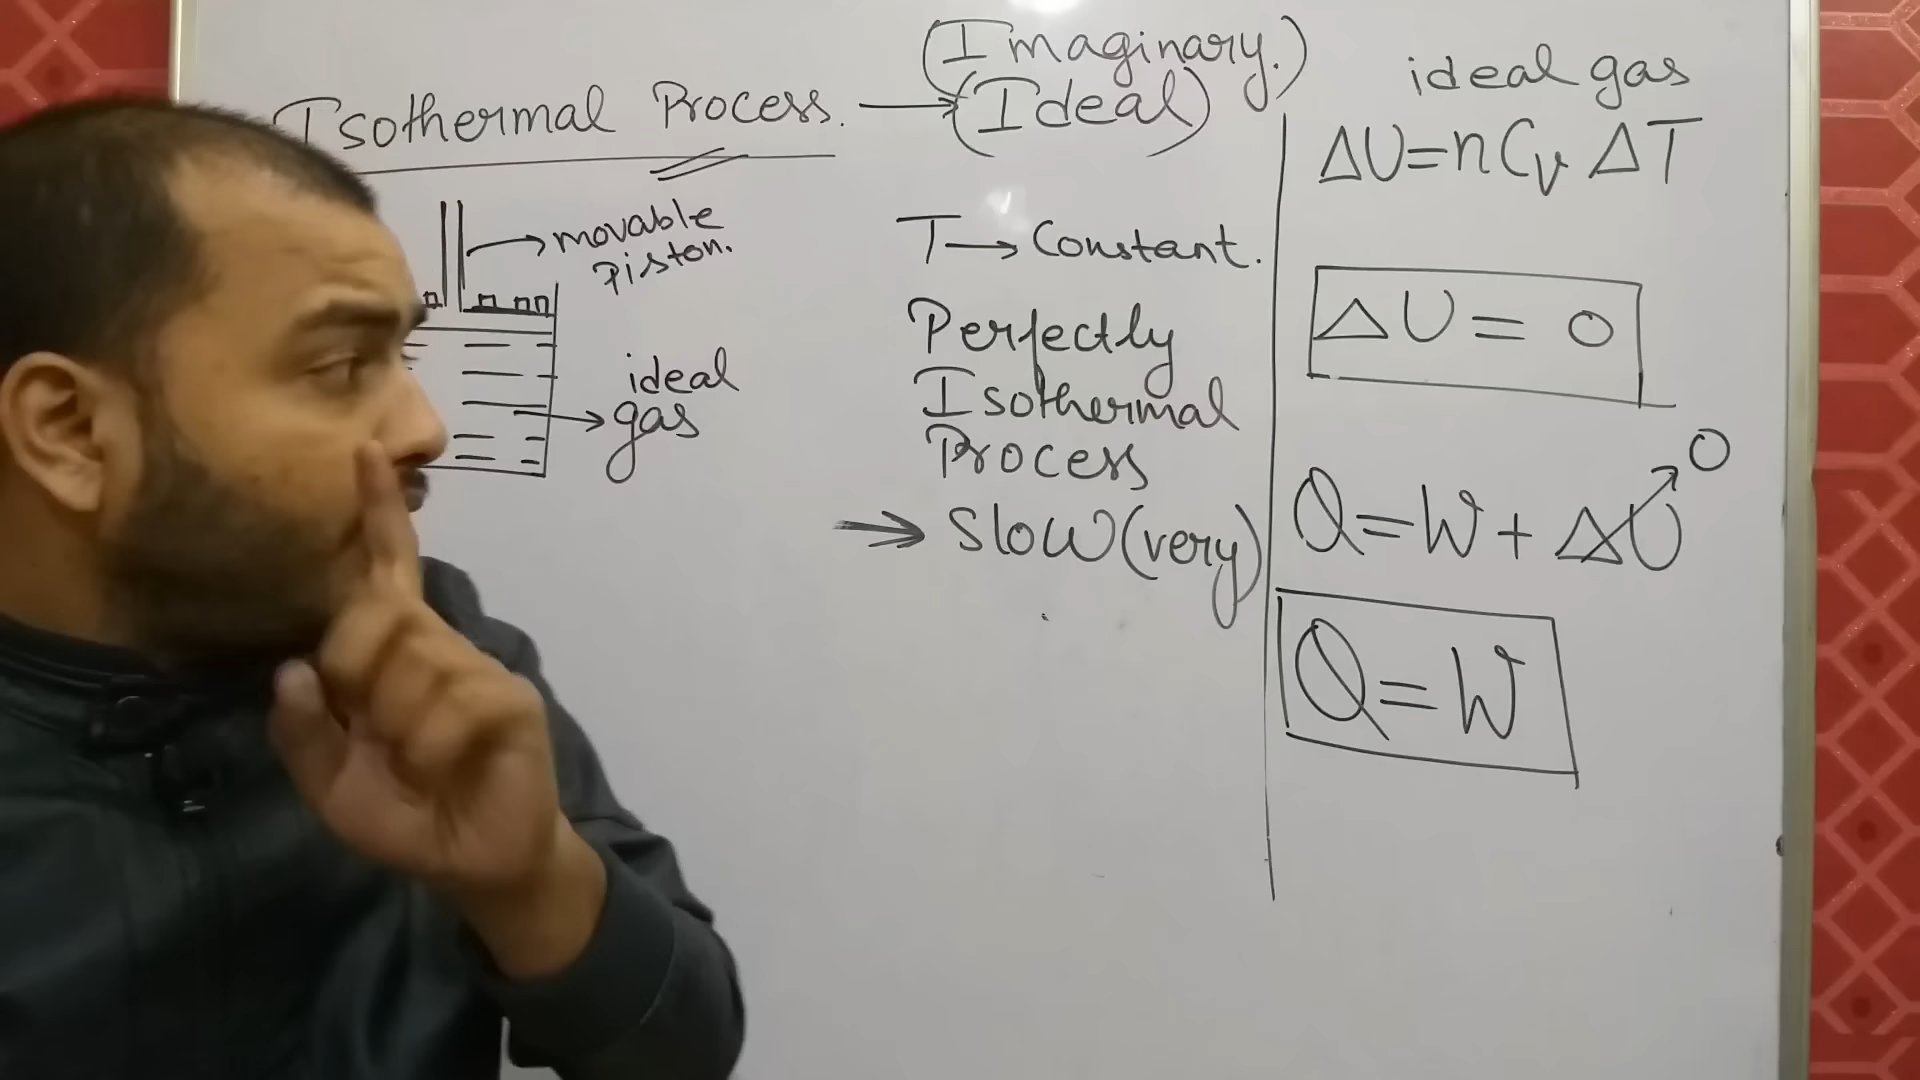 Isothermal Process. → (Ideal)
(Imaginary.)
movable
piston.
ideal
gas
T → Constant.
Perfectly
Isothermal
Process
⇒ Slow (very)
ideal gas
ΔU = nCv ΔT
ΔU = 0
Q = W + ΔU 0
Q = W